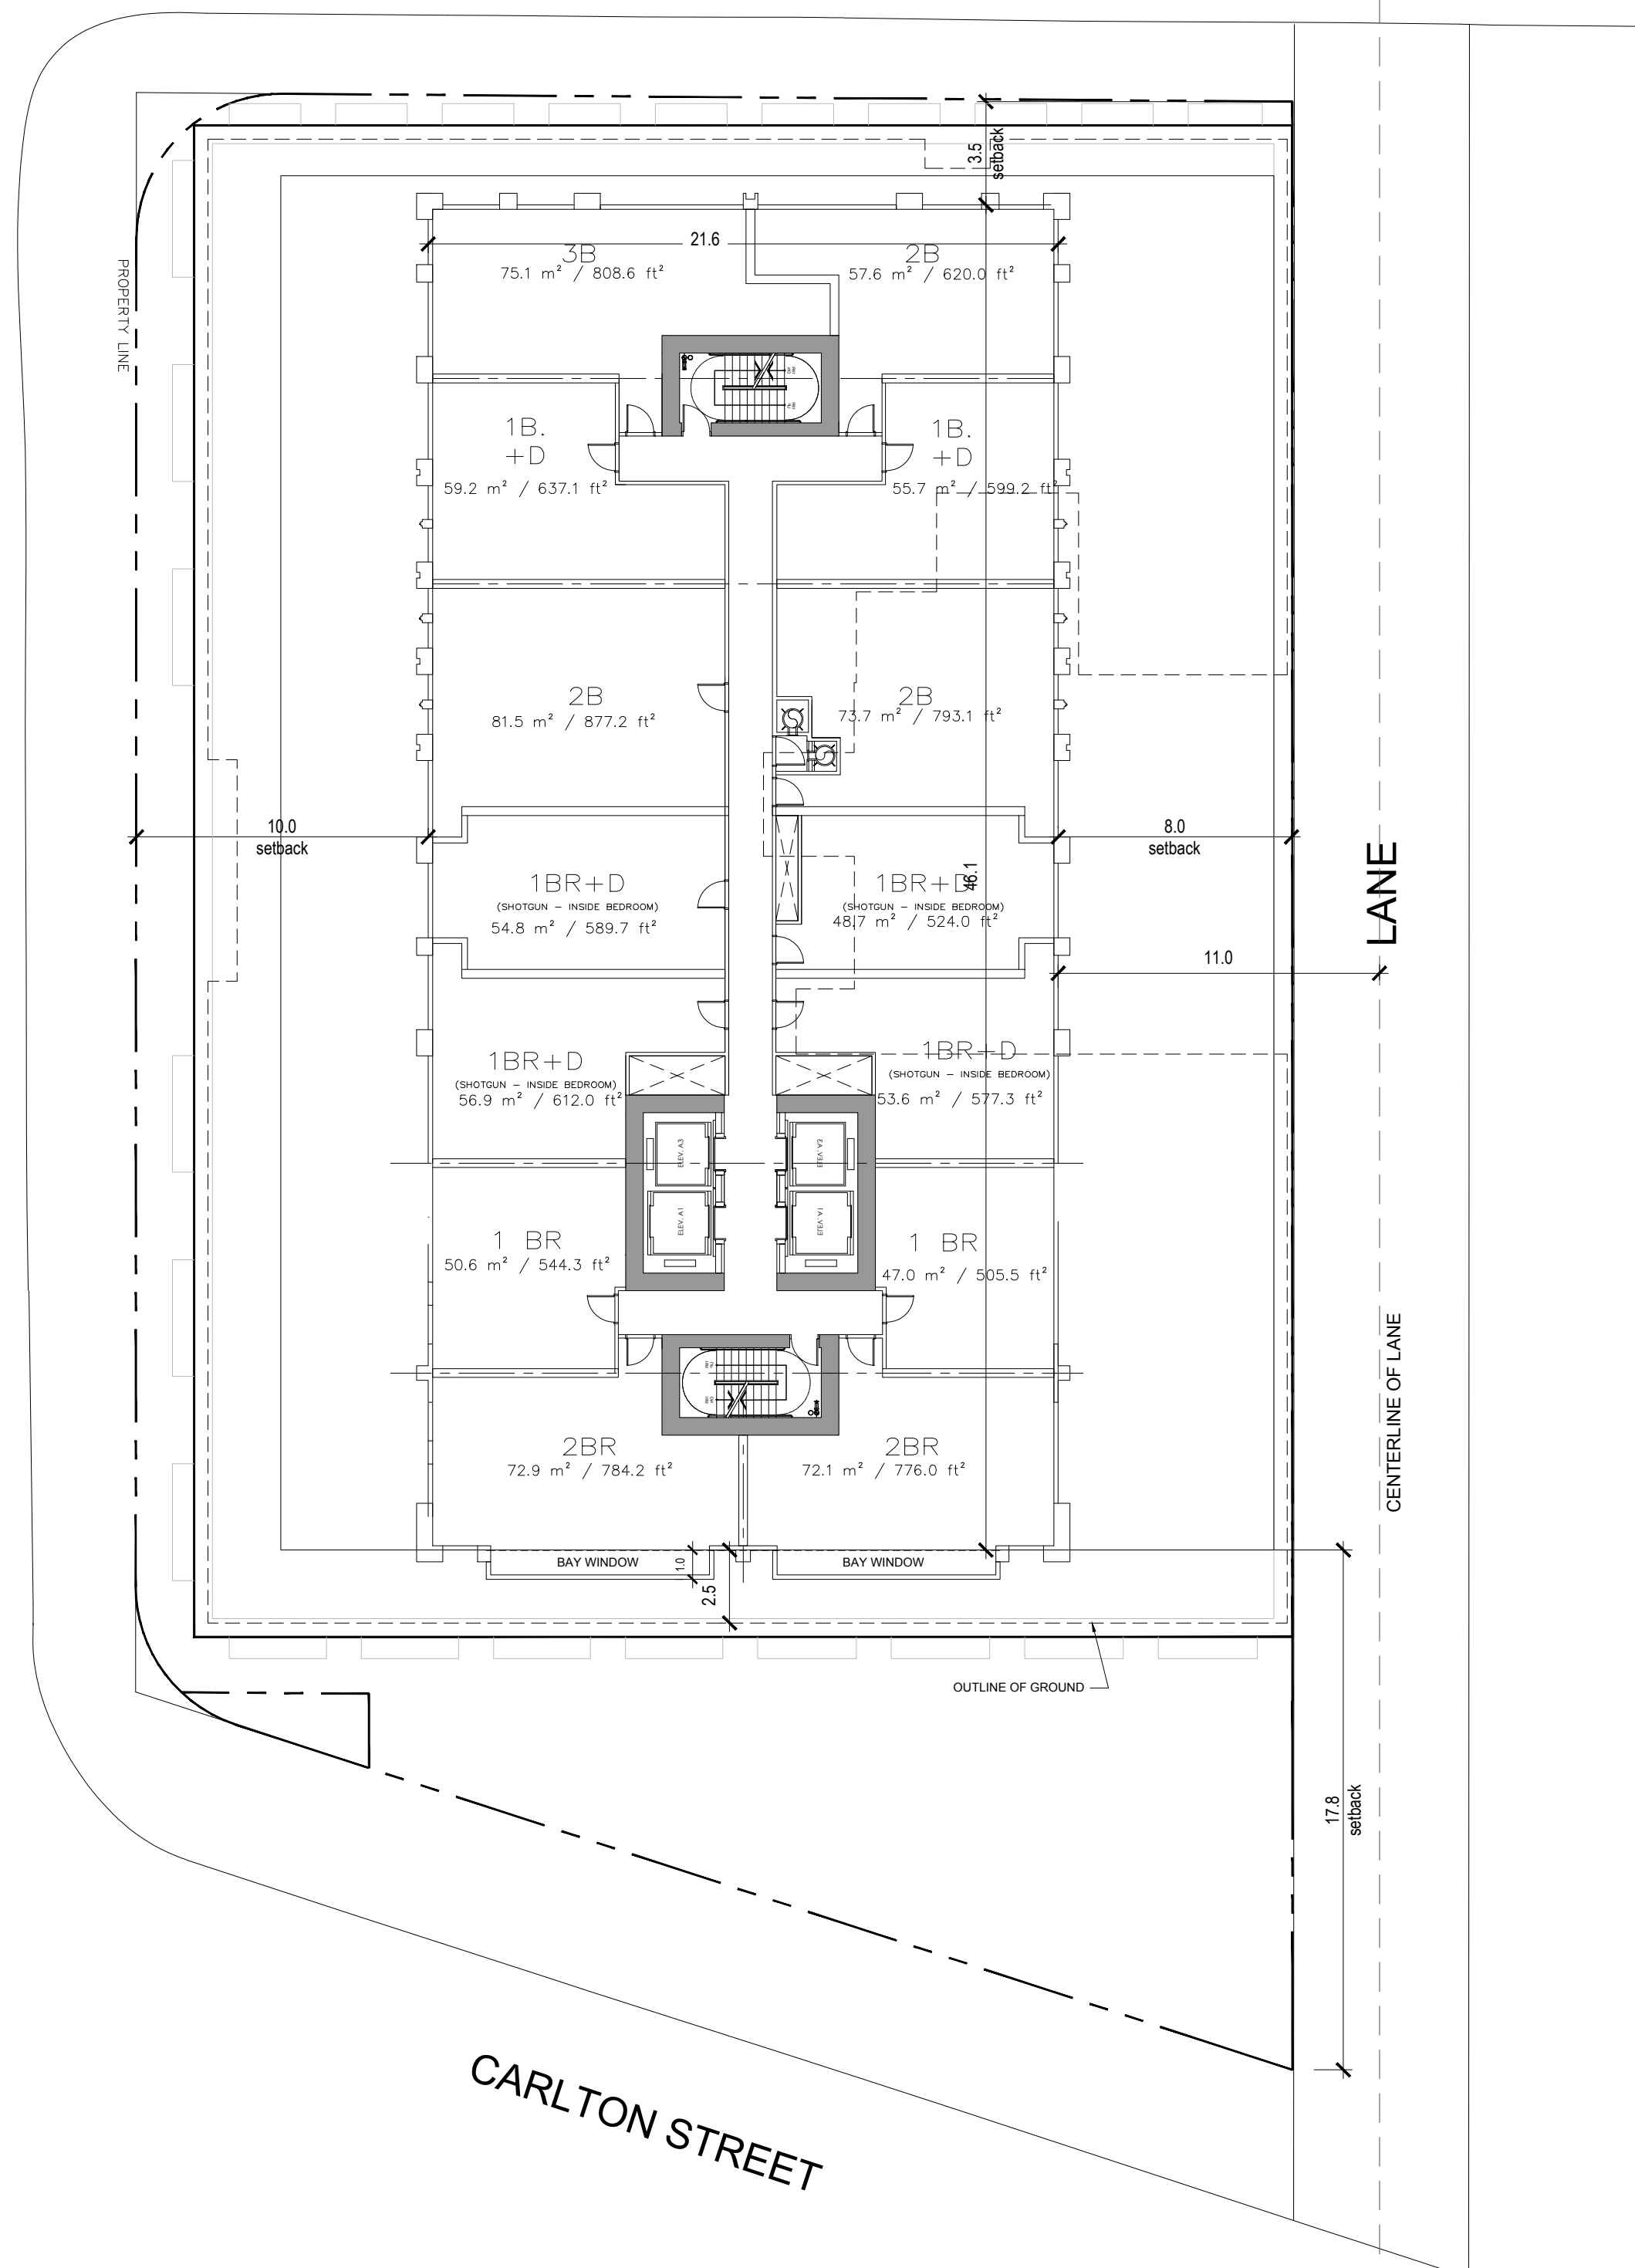 3.5
setback
PROPERTY LINE
21.6
3B
75.1 m² / 808.6 ft²
2B
57.6 m² / 620.0 ft²
1B.
+D
59.2 m² / 637.1 ft²
1B.
+D
55.7 m² / 599.2 ft²
2B
81.5 m² / 877.2 ft²
2B
73.7 m² / 793.1 ft²
10.0
setback
8.0
setback
LANE
1BR+D
(SHOTGUN – INSIDE BEDROOM)
54.8 m² / 589.7 ft²
1BR+D
46.1
(SHOTGUN – INSIDE BEDROOM)
48.7 m² / 524.0 ft²
11.0
1BR+D
(SHOTGUN – INSIDE BEDROOM)
56.9 m² / 612.0 ft²
1BR+D
(SHOTGUN – INSIDE BEDROOM)
53.6 m² / 577.3 ft²
ELEV. A3
ELEV. A1
1 BR
50.6 m² / 544.3 ft²
1 BR
47.0 m² / 505.5 ft²
CENTERLINE OF LANE
2BR
72.9 m² / 784.2 ft²
2BR
72.1 m² / 776.0 ft²
BAY WINDOW
1.0
2.5
BAY WINDOW
OUTLINE OF GROUND
17.8
setback
CARLTON STREET